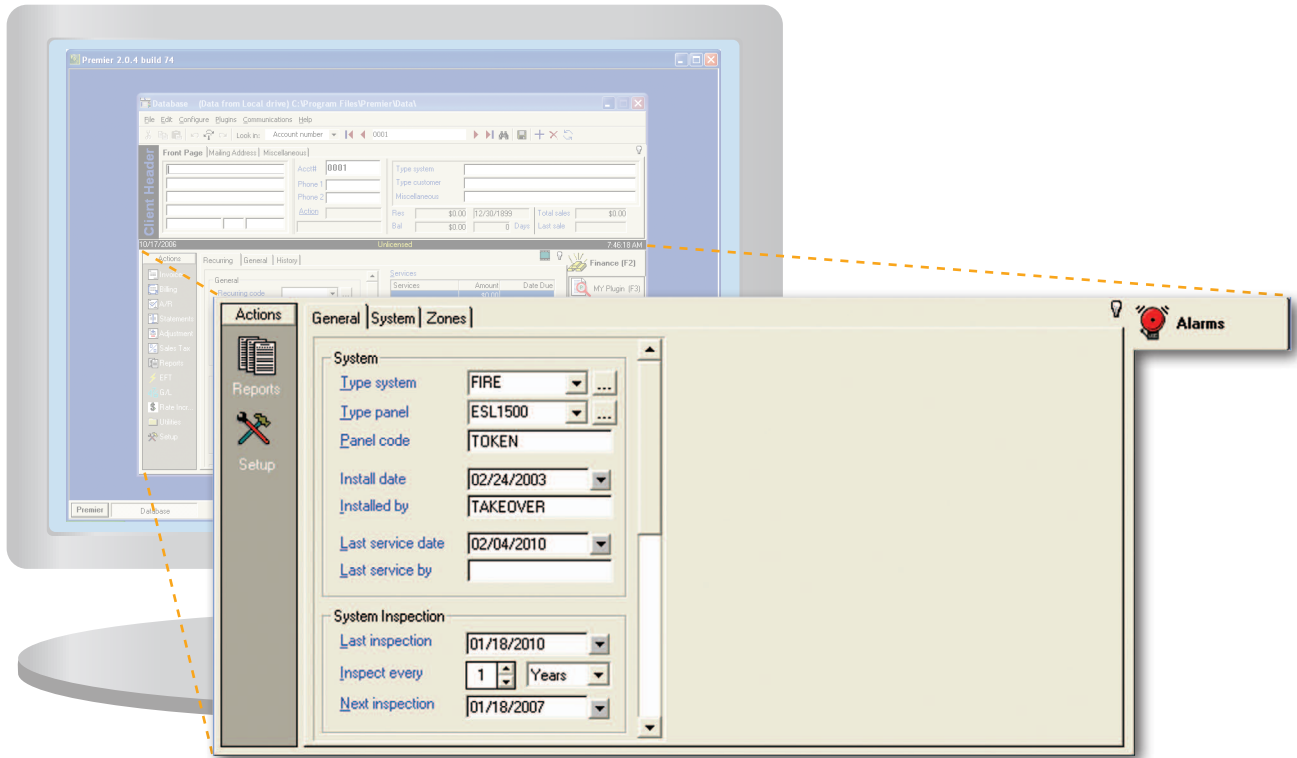 Premier 2.0.4 build 74
Database (Data from Local drive) C:\Program Files\Premier\Data\
File Edit Configure Plugins Communications Help
Look in: Account number 0001
Front Page Mailing Address Miscellaneous
Client Header
Acct# 0001
Phone 1
Phone 2
Action
Type system
Type customer
Miscellaneous
Res $0.00 12/30/1899 Total sales $0.00
Bal $0.00 0 Days Last sale
10/17/2006 Unlicensed 7:46:18 AM
Actions
Billing
A/R
Statements
Adjustment
Sales Tax
Reports
EFT
G/L
Rate Incr.
Utilities
Setup
Recurring General History
General
Recurring code
Services
Services Amount Date Due
$0.00
Finance (F2)
MY Plugin (F3)
Premier Database
Actions
Reports
Setup
General System Zones
Alarms
System
Type system FIRE ...
Type panel ESL1500 ...
Panel code TOKEN
Install date 02/24/2003
Installed by TAKEOVER
Last service date 02/04/2010
Last service by
System Inspection
Last inspection 01/18/2010
Inspect every 1 Years
Next inspection 01/18/2007